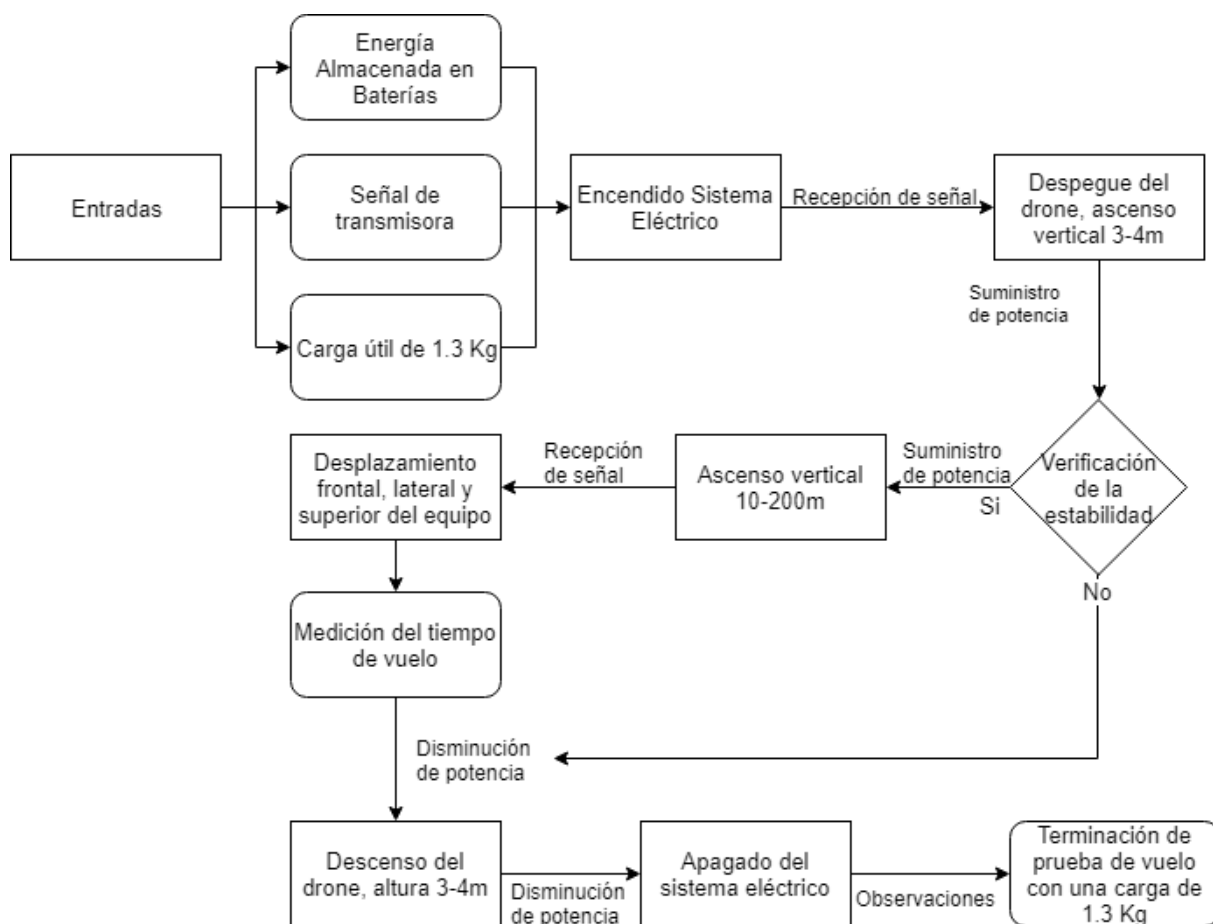 Energía
Almacenada en
Baterías
Entradas
Señal de
transmisora
Carga útil de 1.3 Kg
Encendido Sistema
Eléctrico
Recepción de señal
Despegue del
drone, ascenso
vertical 3-4m
Suministro
de potencia
Verificación
de la
estabilidad
Suministro
de potencia
Si
No
Ascenso vertical
10-200m
Recepción
de señal
Desplazamiento
frontal, lateral y
superior del equipo
Medición del tiempo
de vuelo
Disminución
de potencia
Descenso del
drone, altura 3-4m
Disminución
de potencia
Apagado del
sistema eléctrico
Observaciones
Terminación de
prueba de vuelo
con una carga de
1.3 Kg